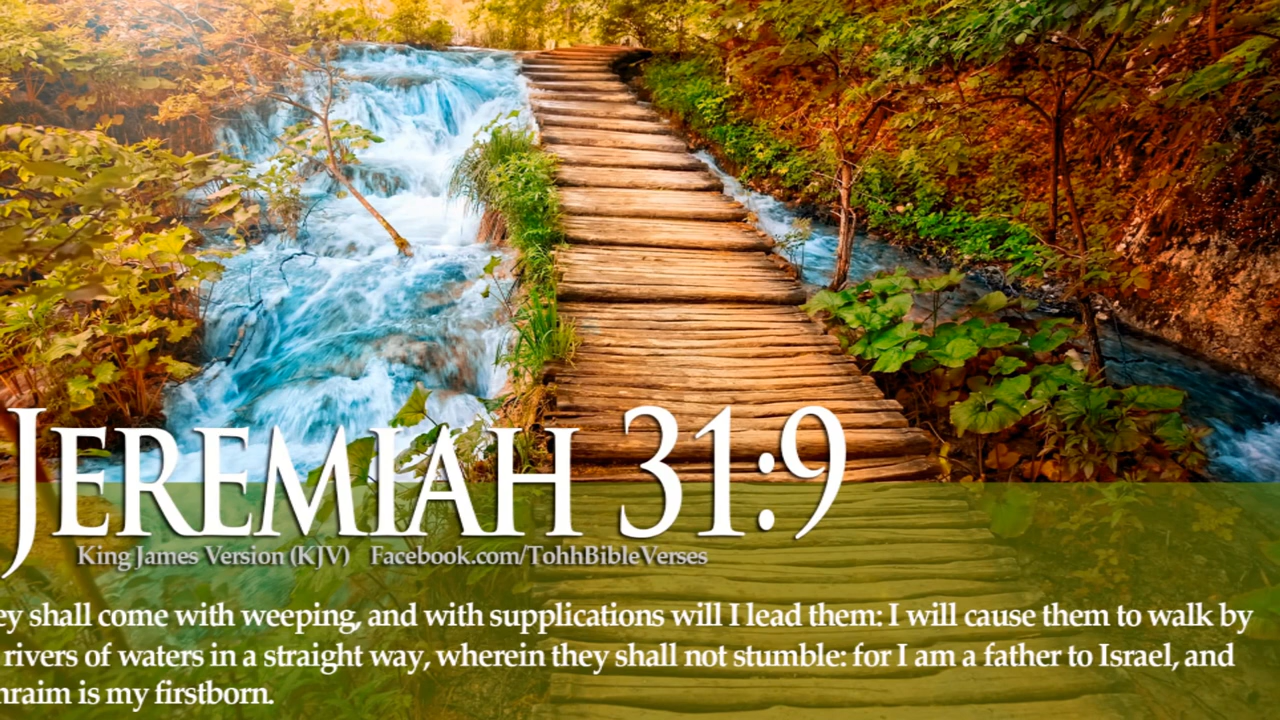 Jeremiah 31:9
King James Version (KJV) Facebook.com/TohhBibleVerses
ey shall come with weeping, and with supplications will I lead them: I will cause them to walk by
rivers of waters in a straight way, wherein they shall not stumble: for I am a father to Israel, and
hraim is my firstborn.